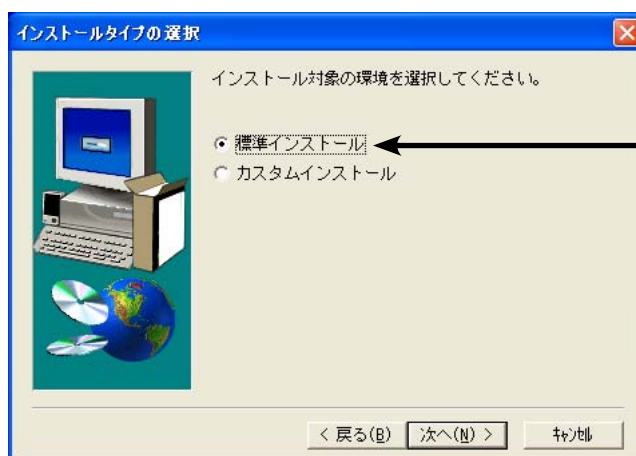 インストールタイプの選択
インストール対象の環境を選択してください。
標準インストール
カスタムインストール
< 戻る(B)
次へ(N) >
ｷｬﾝｾﾙ